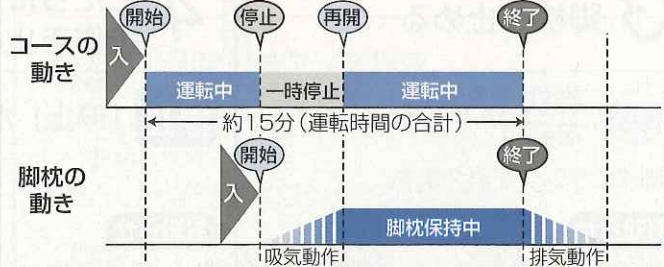 開始 停止 再開 終了
コースの
動き
入
運転中 一時停止 運転中
約15分(運転時間の合計)
開始 終了
脚枕の
動き
入
脚枕保持中
吸気動作 排気動作